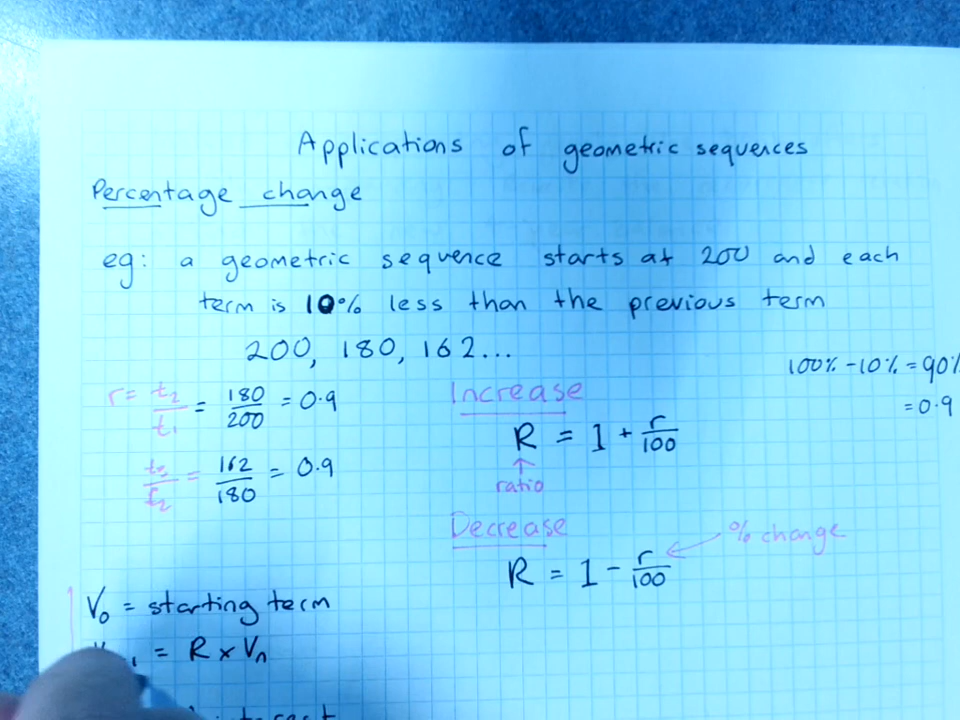 Applications of geometric sequences
Percentage change
eg: a geometric sequence starts at 200 and each
term is 10% less than the previous term
200, 180, 162...
100% - 10% = 90%
= 0.9
r = t₂/t₁ = 180/200 = 0.9
t₃/t₂ = 162/180 = 0.9
Increase
R = 1 + r/100
↑
ratio
Decrease
% change
R = 1 - r/100
V₀ = starting term
= R × Vₙ